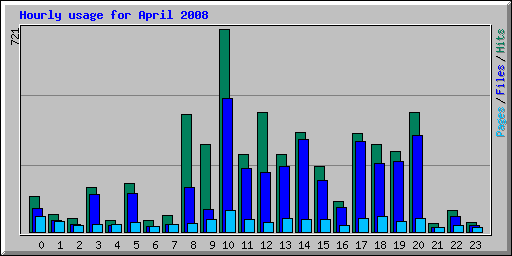 Hourly usage for April 2008
721
Pages / Files / Hits
0 1 2 3 4 5 6 7 8 9 10 11 12 13 14 15 16 17 18 19 20 21 22 23